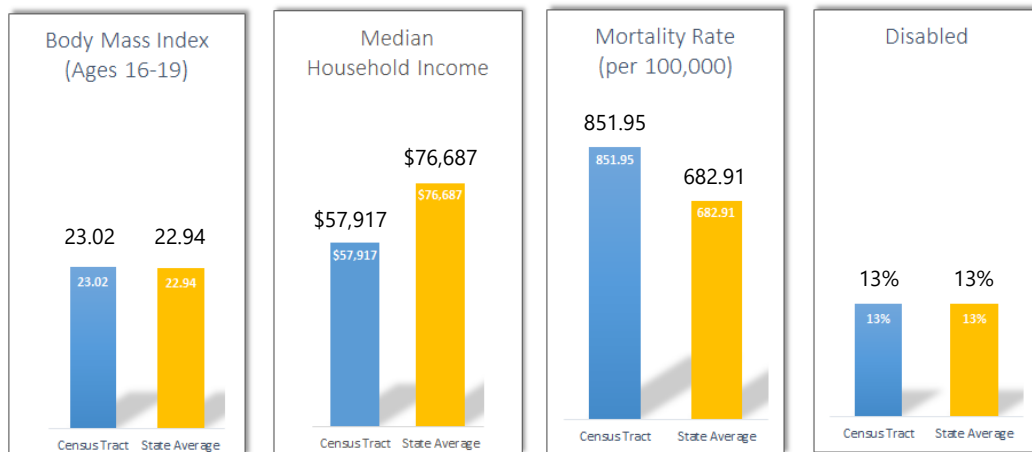 Body Mass Index
(Ages 16-19)
23.02 22.94
23.02 22.94
Census Tract State Average
Median
Household Income
$76,687
$76,687
$57,917
$57,917
Census Tract State Average
Mortality Rate
(per 100,000)
851.95
851.95
682.91
682.91
Census Tract State Average
Disabled
13% 13%
13% 13%
Census Tract State Average